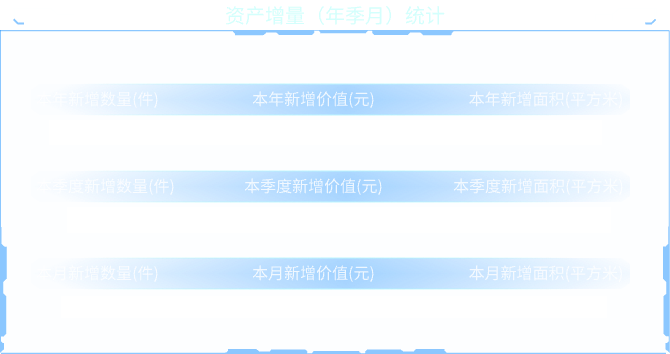 资产增量（年季月）统计
本年新增数量(件) 本年新增价值(元) 本年新增面积(平方米)
本季度新增数量(件) 本季度新增价值(元) 本季度新增面积(平方米)
本月新增数量(件) 本月新增价值(元) 本月新增面积(平方米)